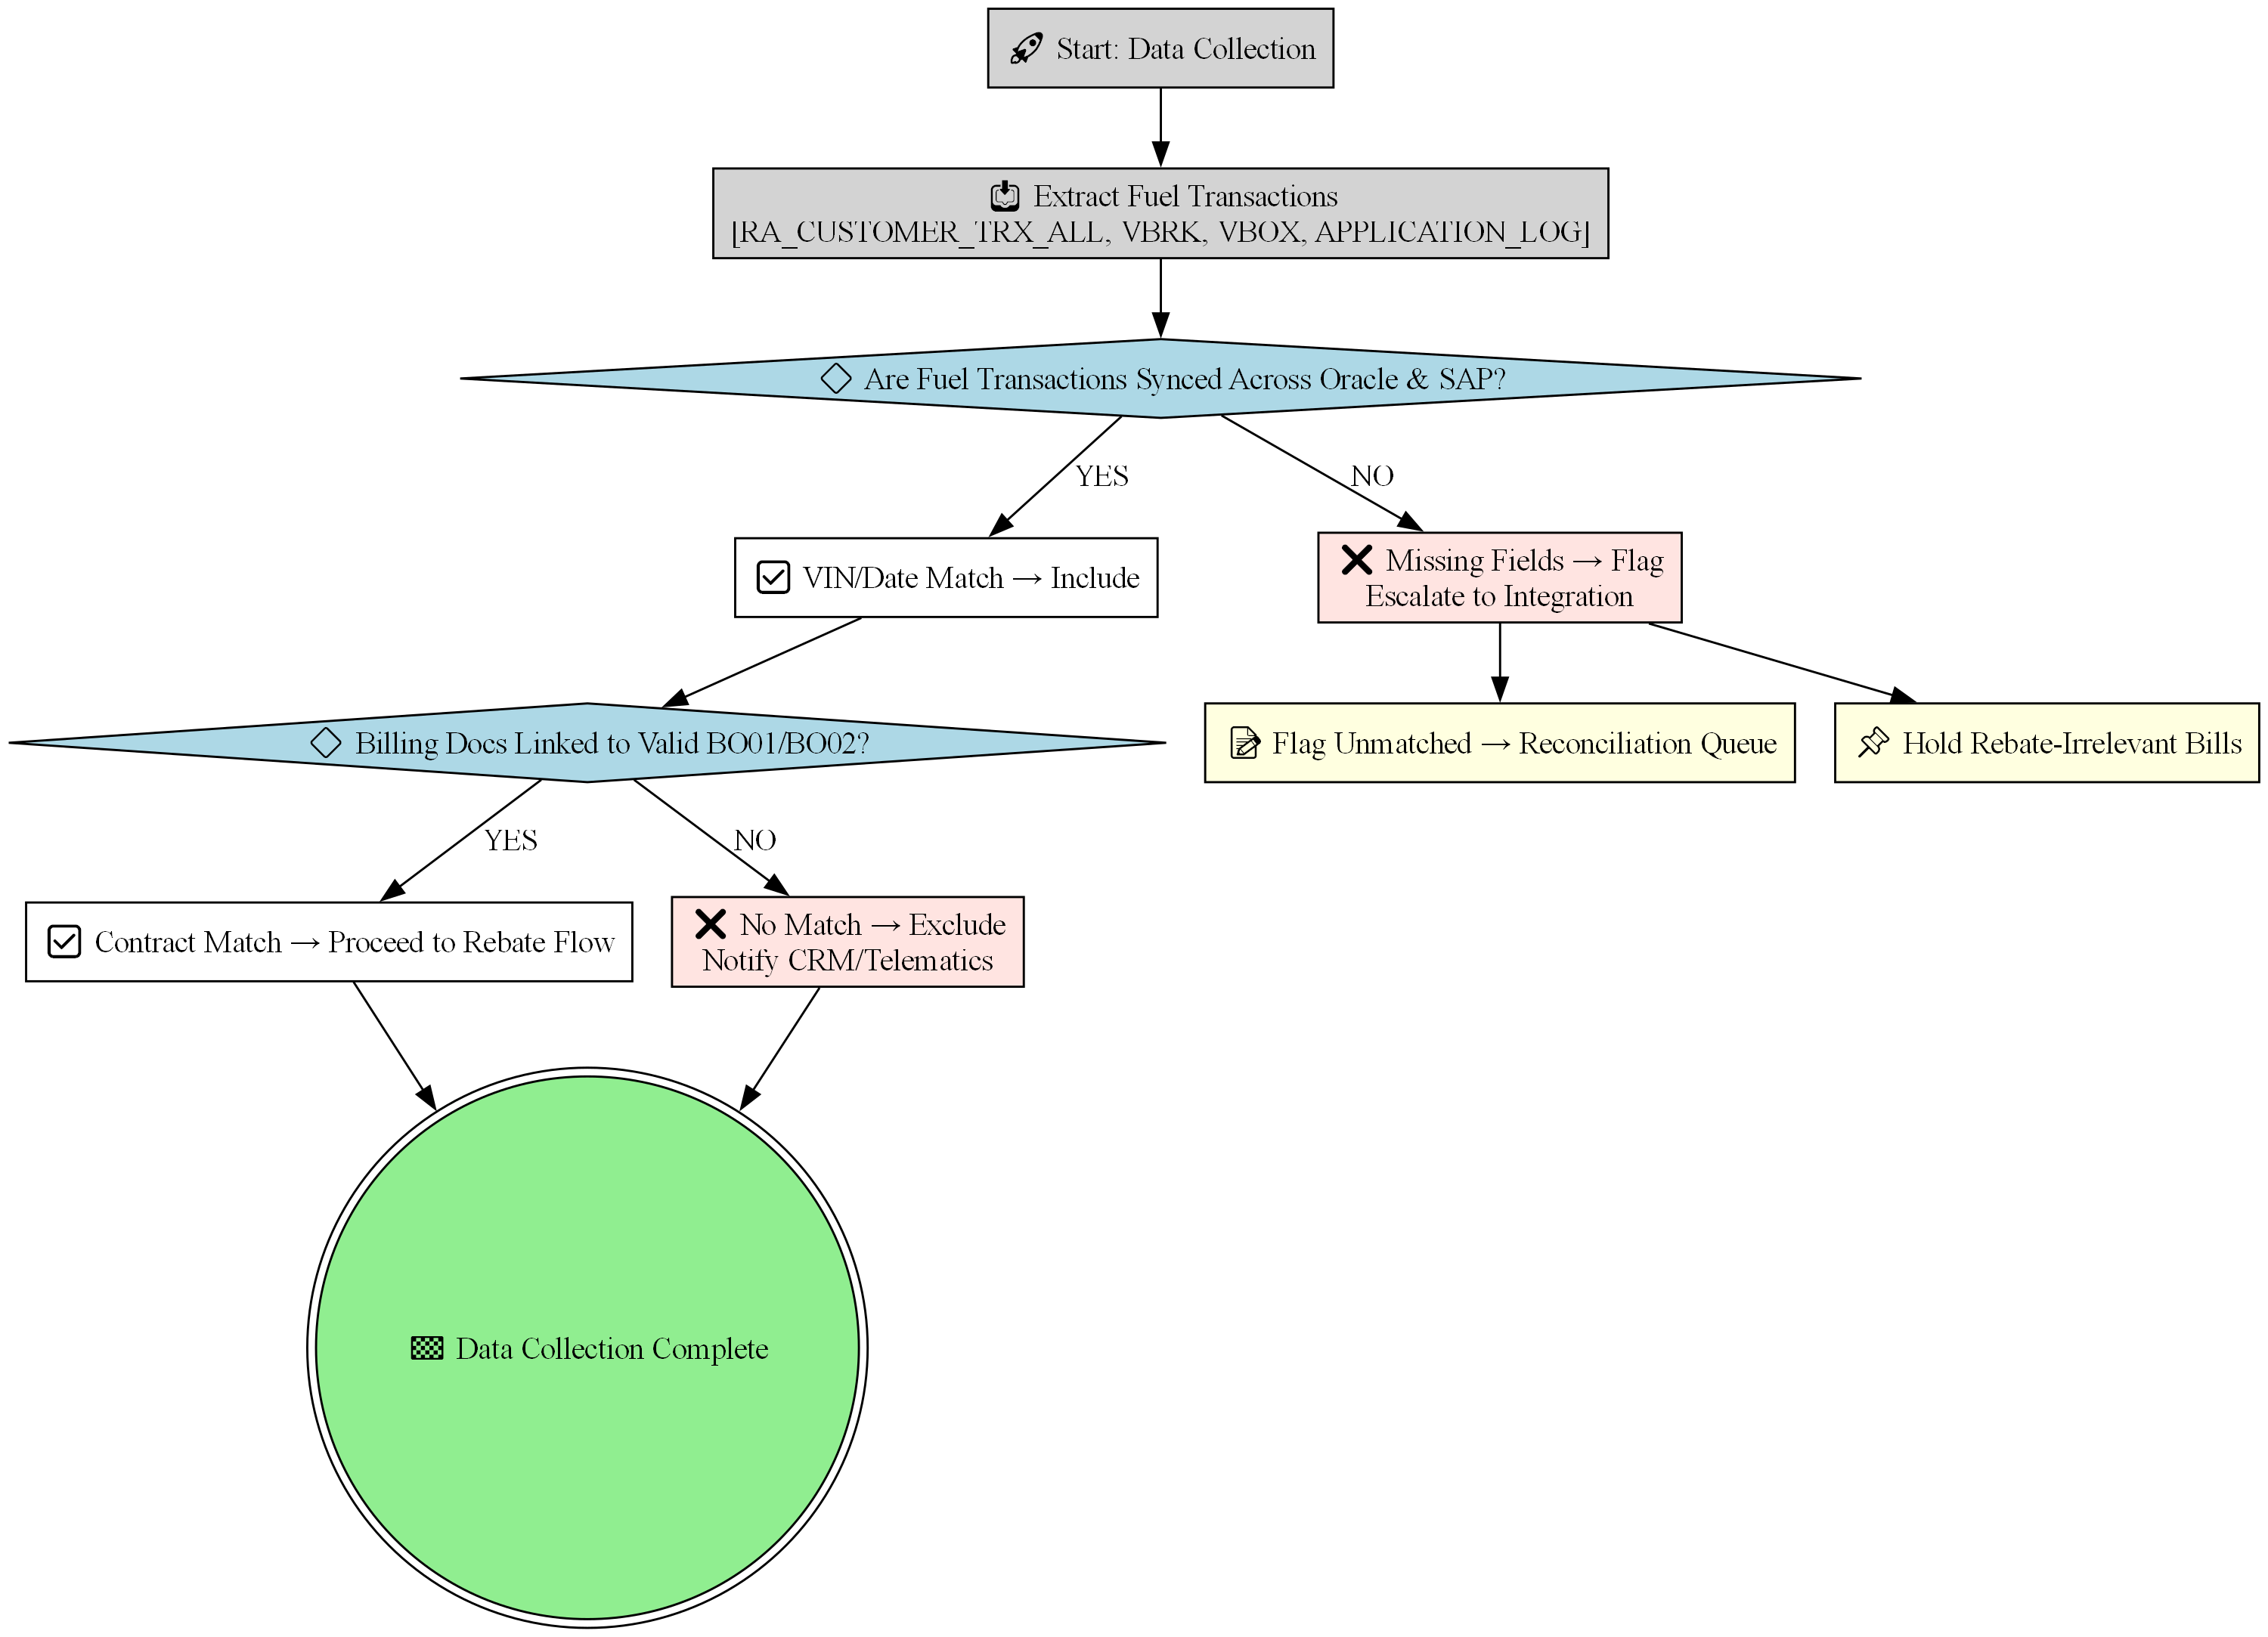 Start: Data Collection
Extract Fuel Transactions
[RA_CUSTOMER_TRX_ALL, VBRK, VBOX, APPLICATION_LOG]
Are Fuel Transactions Synced Across Oracle & SAP?
YES
NO
VIN/Date Match → Include
Missing Fields → Flag
Escalate to Integration
Billing Docs Linked to Valid BO01/BO02?
Flag Unmatched → Reconciliation Queue
Hold Rebate-Irrelevant Bills
YES
NO
Contract Match → Proceed to Rebate Flow
No Match → Exclude
Notify CRM/Telematics
Data Collection Complete